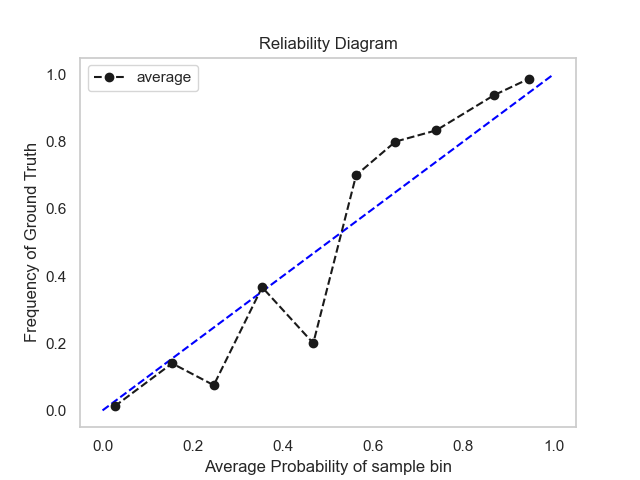 Reliability Diagram
average
1.0
0.8
0.6
0.4
0.2
0.0
Frequency of Ground Truth
0.0 0.2 0.4 0.6 0.8 1.0
Average Probability of sample bin